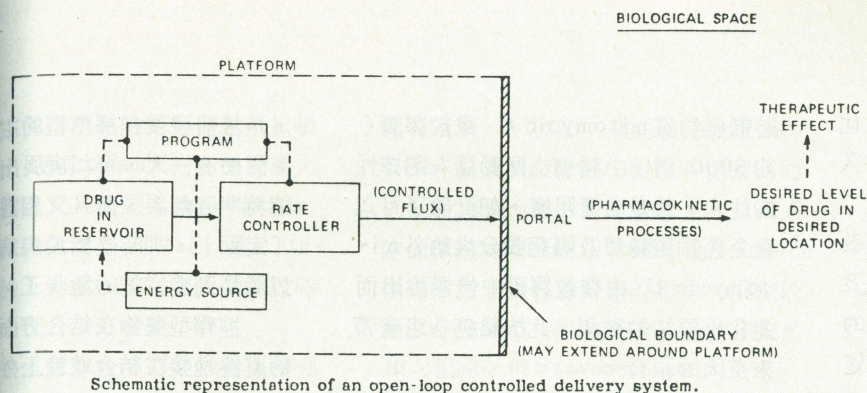 BIOLOGICAL SPACE
PLATFORM
THERAPEUTIC
EFFECT
PROGRAM
DRUG
IN
RESERVOIR
RATE
CONTROLLER
(CONTROLLED
FLUX)
PORTAL
(PHARMACOKINETIC
PROCESSES)
DESIRED LEVEL
OF DRUG IN
DESIRED
LOCATION
ENERGY SOURCE
BIOLOGICAL BOUNDARY
(MAY EXTEND AROUND PLATFORM)
Schematic representation of an open-loop controlled delivery system.